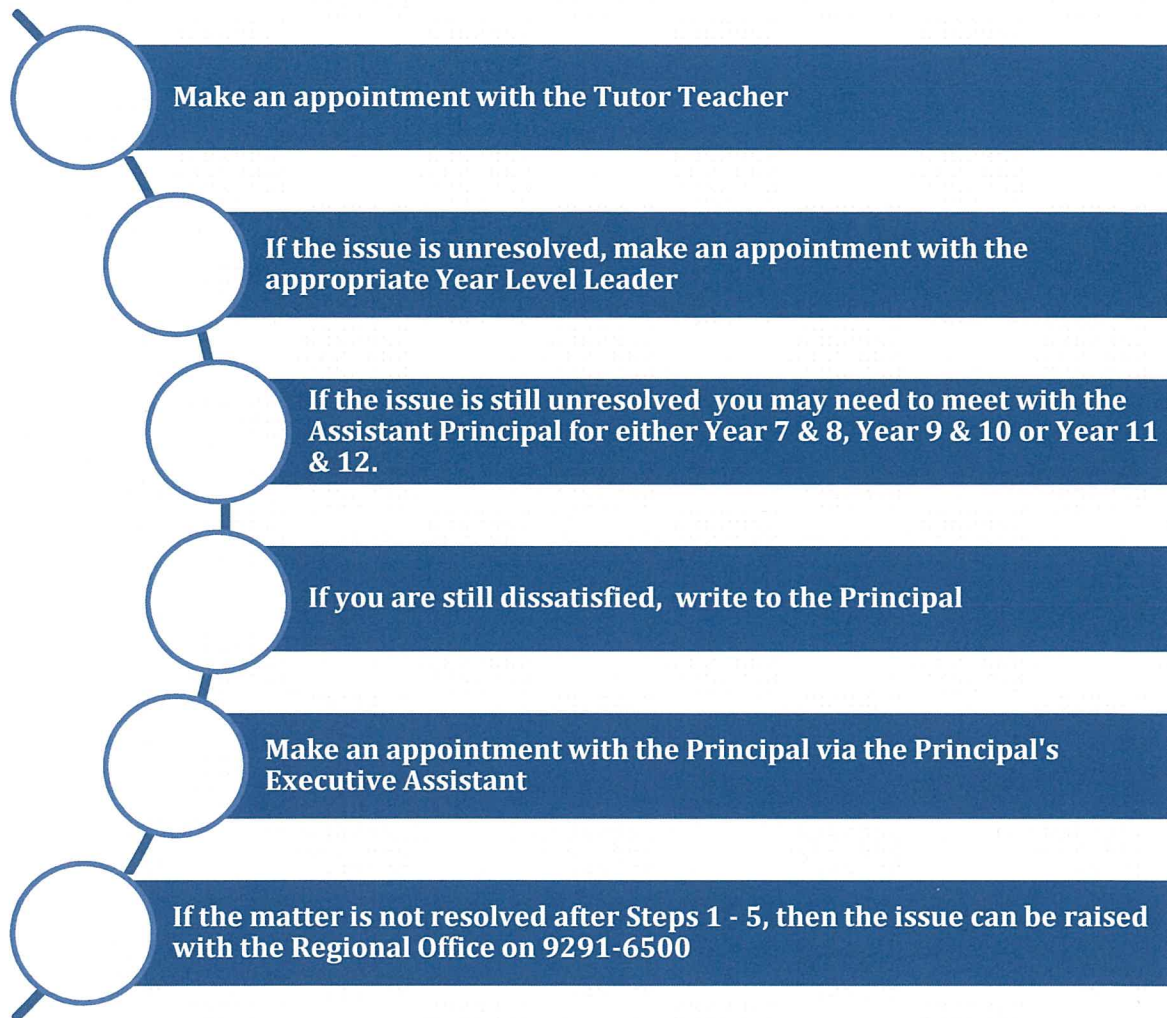 Make an appointment with the Tutor Teacher
If the issue is unresolved, make an appointment with the
appropriate Year Level Leader
If the issue is still unresolved  you may need to meet with the
Assistant Principal for either Year 7 & 8, Year 9 & 10 or Year 11
& 12.
If you are still dissatisfied,  write to the Principal
Make an appointment with the Principal via the Principal's
Executive Assistant
If the matter is not resolved after Steps 1 - 5, then the issue can be raised
with the Regional Office on 9291-6500